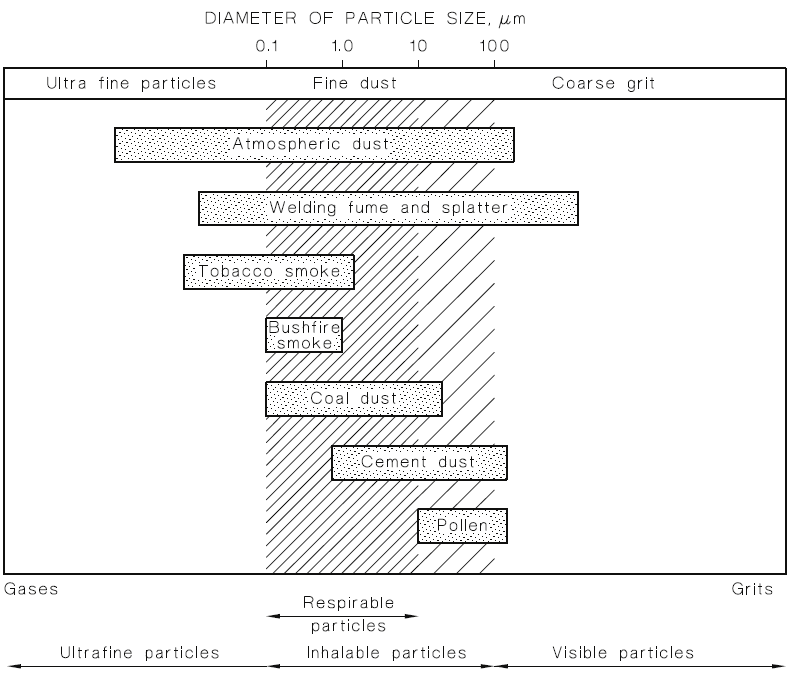 DIAMETER OF PARTICLE SIZE, μm
0.1 1.0 10 100
Ultra fine particles Fine dust Coarse grit
Atmospheric dust
Welding fume and splatter
Tobacco smoke
Bushfire
smoke
Coal dust
Cement dust
Pollen
Gases Grits
Respirable
particles
Ultrafine particles Inhalable particles Visible particles